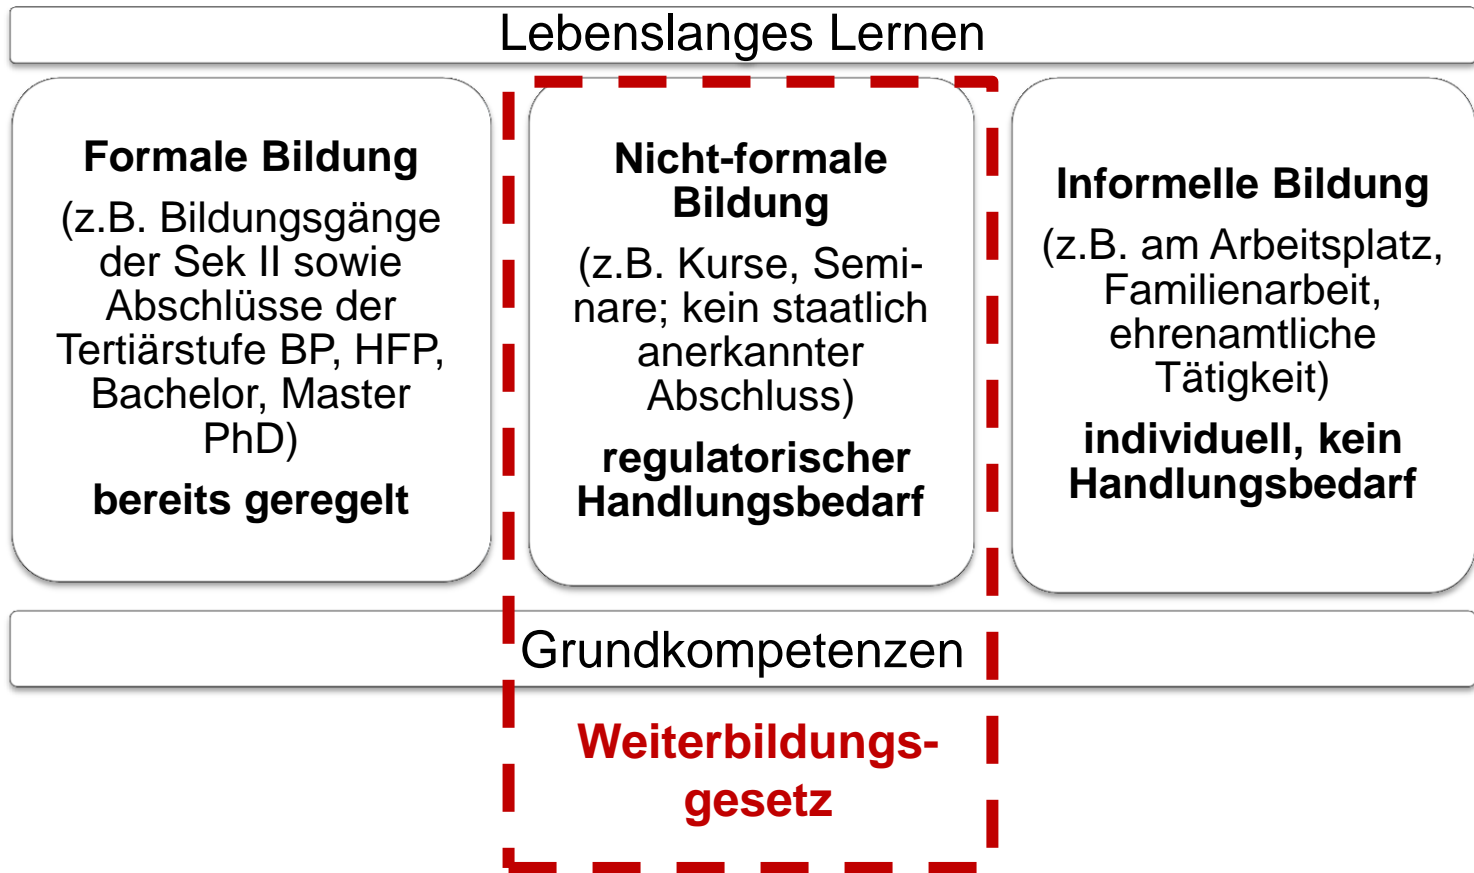 Lebenslanges Lernen
Formale Bildung
(z.B. Bildungsgänge
der Sek II sowie
Abschlüsse der
Tertiärstufe BP, HFP,
Bachelor, Master
PhD)
bereits geregelt
Nicht-formale
Bildung
(z.B. Kurse, Semi-
nare; kein staatlich
anerkannter
Abschluss)
regulatorischer
Handlungsbedarf
Informelle Bildung
(z.B. am Arbeitsplatz,
Familienarbeit,
ehrenamtliche
Tätigkeit)
individuell, kein
Handlungsbedarf
Grundkompetenzen
Weiterbildungs-
gesetz